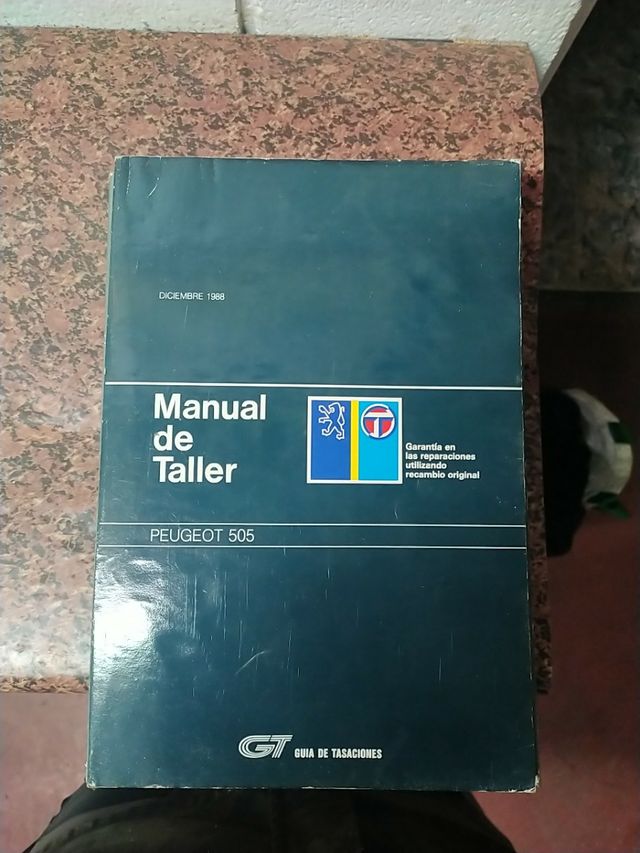 DICIEMBRE 1988
Manual
de
Taller
T
Garantía en
las reparaciones
utilizando
recambio original
PEUGEOT 505
GT GUIA DE TASACIONES